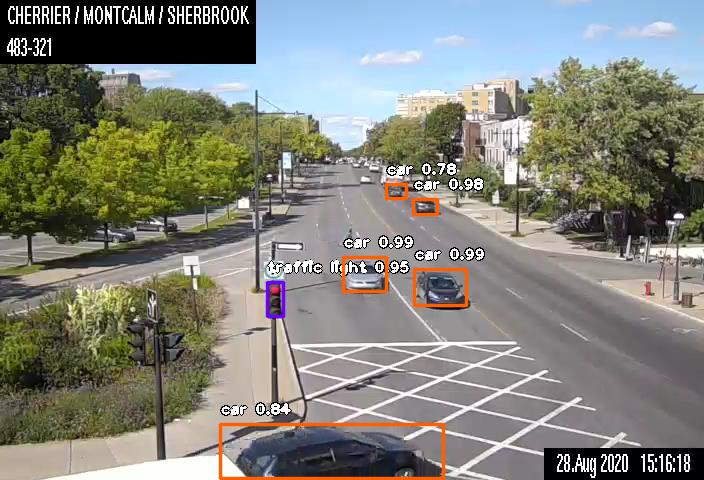 CHERRIER / MONTCALM / SHERBROOK
483-321
car 0.78
car 0.98
car 0.99
car 0.99
traffic light 0.95
car 0.84
28.Aug 2020 15:16:18